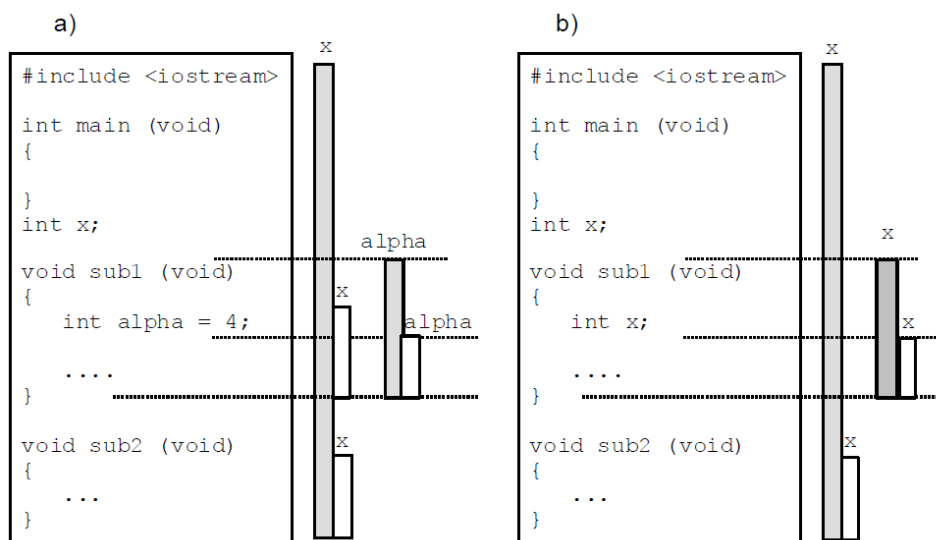 a)
x
#include <iostream>
int main (void)
{
}
int x;
alpha
void sub1 (void)
{
x
int alpha = 4;
alpha
....
}
void sub2 (void)
x
{
...
}
b)
x
#include <iostream>
int main (void)
{
}
int x;
x
void sub1 (void)
{
int x;
x
....
}
void sub2 (void)
x
{
...
}